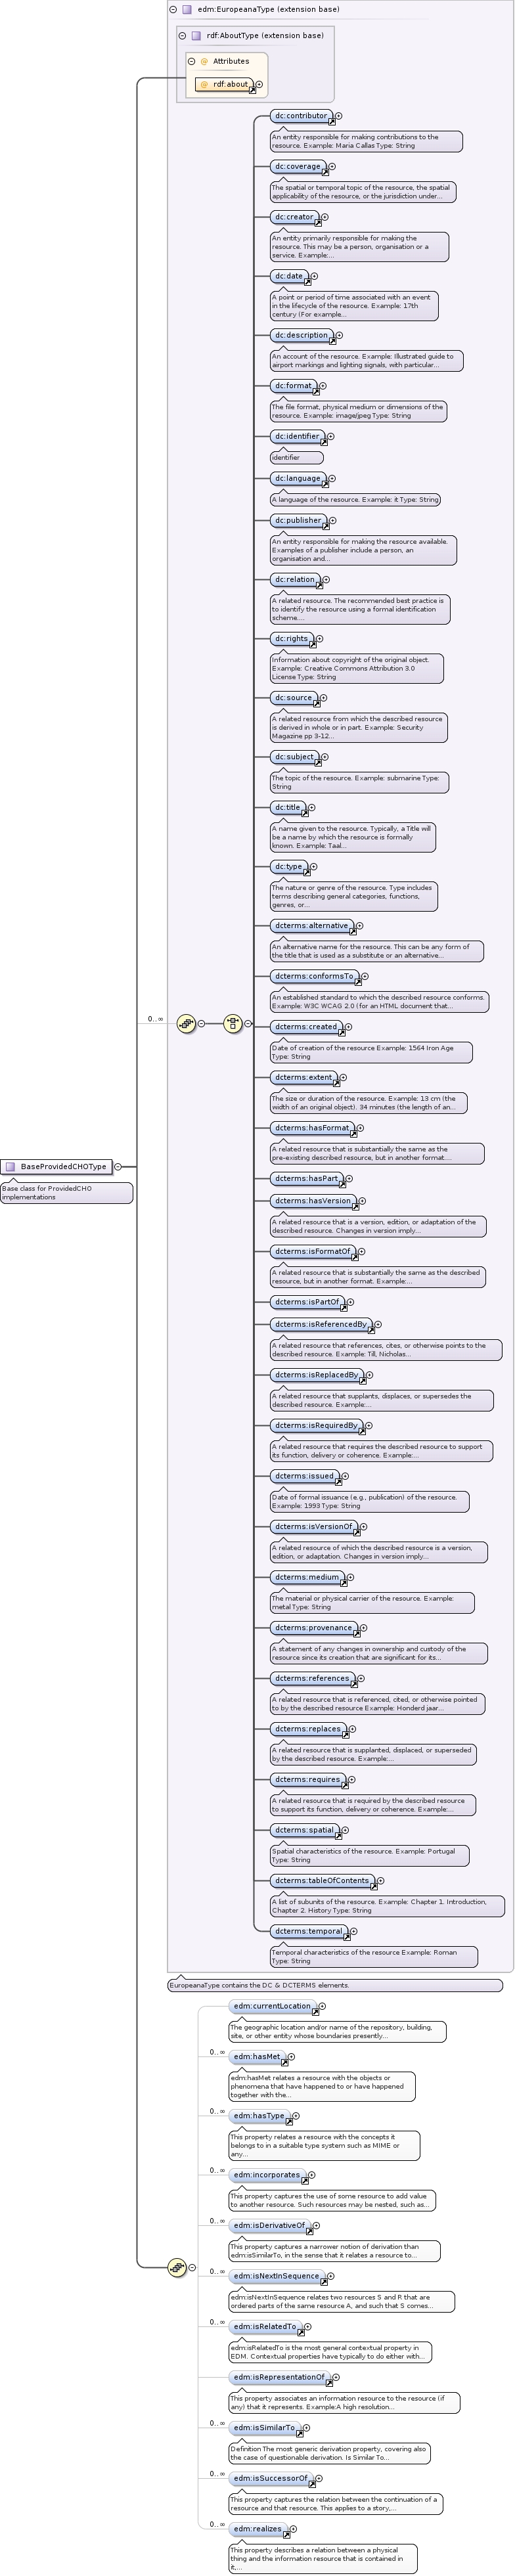 edm:EuropeanaType (extension base)
rdf:AboutType (extension base)
@ Attributes
@ rdf:about
dc:contributor
An entity responsible for making contributions to the
resource. Example: Maria Callas Type: String
dc:coverage
The spatial or temporal topic of the resource, the spatial
applicability of the resource, or the jurisdiction under...
dc:creator
An entity primarily responsible for making the
resource. This may be a person, organisation or a
service. Example:...
dc:date
A point or period of time associated with an event
in the lifecycle of the resource. Example: 17th
century (For example...
dc:description
An account of the resource. Example: Illustrated guide to
airport markings and lighting signals, with particular...
dc:format
The file format, physical medium or dimensions of the
resource. Example: image/jpeg Type: String
dc:identifier
identifier
dc:language
A language of the resource. Example: it Type: String
dc:publisher
An entity responsible for making the resource available.
Examples of a publisher include a person, an
organisation and...
dc:relation
A related resource. The recommended best practice is
to identify the resource using a formal identification
scheme....
dc:rights
Information about copyright of the original object.
Example: Creative Commons Attribution 3.0
License Type: String
dc:source
A related resource from which the described resource
is derived in whole or in part. Example: Security
Magazine pp 3-12...
dc:subject
The topic of the resource. Example: submarine Type:
String
dc:title
A name given to the resource. Typically, a Title will
be a name by which the resource is formally
known. Example: Taal...
dc:type
The nature or genre of the resource. Type includes
terms describing general categories, functions,
genres, or...
dcterms:alternative
An alternative name for the resource. This can be any form of
the title that is used as a substitute or an alternative...
dcterms:conformsTo
An established standard to which the described resource conforms.
Example: W3C WCAG 2.0 (for an HTML document that...
0..∞
dcterms:created
Date of creation of the resource Example: 1564 Iron Age
Type: String
dcterms:extent
The size or duration of the resource. Example: 13 cm (the
width of an original object). 34 minutes (the length of an...
dcterms:hasFormat
A related resource that is substantially the same as the
pre-existing described resource, but in another format....
BaseProvidedCHOType
Base class for ProvidedCHO
implementations
dcterms:hasPart
dcterms:hasVersion
A related resource that is a version, edition, or adaptation of the
described resource. Changes in version imply...
dcterms:isFormatOf
A related resource that is substantially the same as the described
resource, but in another format. Example:...
dcterms:isPartOf
dcterms:isReferencedBy
A related resource that references, cites, or otherwise points to the
described resource. Example: Till, Nicholas...
dcterms:isReplacedBy
A related resource that supplants, displaces, or supersedes the
described resource. Example:...
dcterms:isRequiredBy
A related resource that requires the described resource to support
its function, delivery or coherence. Example:...
dcterms:issued
Date of formal issuance (e.g., publication) of the resource.
Example: 1993 Type: String
dcterms:isVersionOf
A related resource of which the described resource is a version,
edition, or adaptation. Changes in version imply...
dcterms:medium
The material or physical carrier of the resource. Example:
metal Type: String
dcterms:provenance
A statement of any changes in ownership and custody of the
resource since its creation that are significant for its...
dcterms:references
A related resource that is referenced, cited, or otherwise pointed
to by the described resource Example: Honderd jaar...
dcterms:replaces
A related resource that is supplanted, displaced, or superseded
by the described resource. Example:...
dcterms:requires
A related resource that is required by the described resource
to support its function, delivery or coherence. Example:...
dcterms:spatial
Spatial characteristics of the resource. Example: Portugal
Type: String
dcterms:tableOfContents
A list of subunits of the resource. Example: Chapter 1. Introduction,
Chapter 2. History Type: String
dcterms:temporal
Temporal characteristics of the resource Example: Roman
Type: String
EuropeanaType contains the DC & DCTERMS elements.
edm:currentLocation
The geographic location and/or name of the repository, building,
site, or other entity whose boundaries presently...
0..∞
edm:hasMet
edm:hasMet relates a resource with the objects or
phenomena that have happened to or have happened
together with the...
0..∞
edm:hasType
This property relates a resource with the concepts it
belongs to in a suitable type system such as MIME or
any...
0..∞
edm:incorporates
This property captures the use of some resource to add value
to another resource. Such resources may be nested, such as...
0..∞
edm:isDerivativeOf
This property captures a narrower notion of derivation than
edm:isSimilarTo, in the sense that it relates a resource to...
0..∞
edm:isNextInSequence
edm:isNextInSequence relates two resources S and R that are
ordered parts of the same resource A, and such that S comes...
0..∞
edm:isRelatedTo
edm:isRelatedTo is the most general contextual property in
EDM. Contextual properties have typically to do either with...
edm:isRepresentationOf
This property associates an information resource to the resource (if
any) that it represents. Example:A high resolution...
0..∞
edm:isSimilarTo
Definition The most generic derivation property, covering also
the case of questionable derivation. Is Similar To...
0..∞
edm:isSuccessorOf
This property captures the relation between the continuation of a
resource and that resource. This applies to a story,...
0..∞
edm:realizes
This property describes a relation between a physical
thing and the information resource that is contained in
it,...